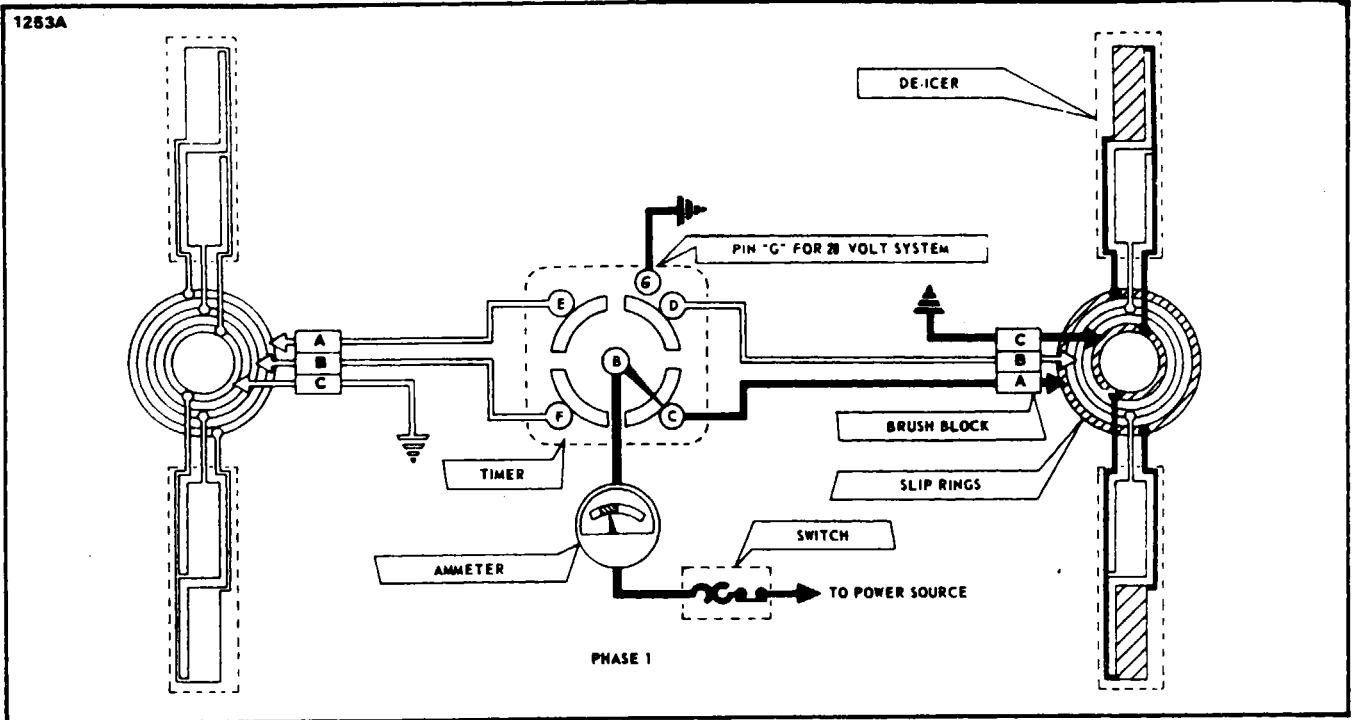 1253A
DE-ICER
PIN "G" FOR 28 VOLT SYSTEM
G
E
D
B
F
C
A
B
C
C
B
A
BRUSH BLOCK
TIMER
SLIP RINGS
SWITCH
AMMETER
TO POWER SOURCE
PHASE 1